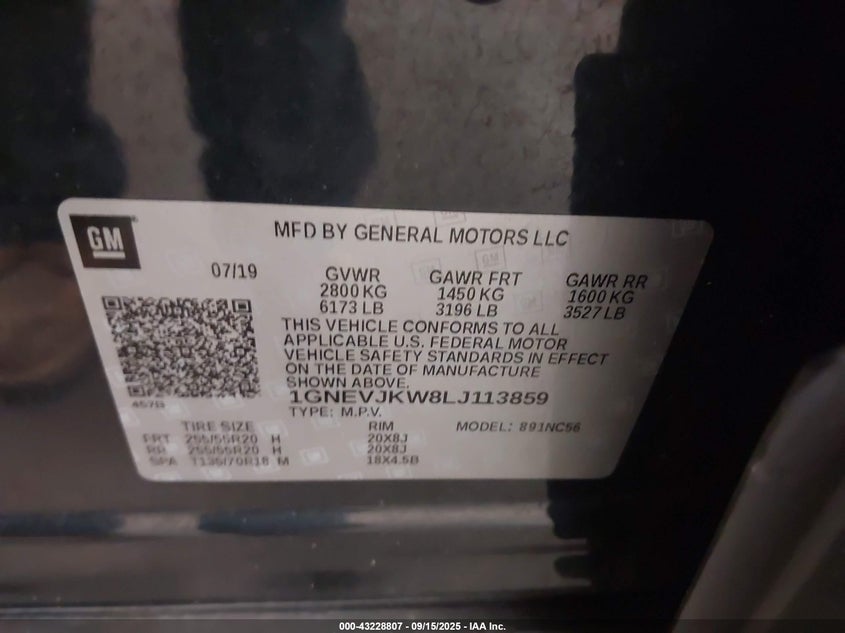 GM
MFD BY GENERAL MOTORS LLC
07/19 GVWR GAWR FRT GAWR RR
2800 KG 1450 KG 1600 KG
6173 LB 3196 LB 3527 LB
THIS VEHICLE CONFORMS TO ALL
APPLICABLE U.S. FEDERAL MOTOR
VEHICLE SAFETY STANDARDS IN EFFECT
ON THE DATE OF MANUFACTURE
SHOWN ABOVE.
1GNEVJKW8LJ113859
TYPE: M.P.V.
TIRE SIZE RIM MODEL: 891NC56
FRT 255/55R20 H 20X8J
RR 255/55R20 H 20X8J
SPA T135/70R18 M 18X4.5B
000-43228807 - 09/15/2025 - IAA Inc.